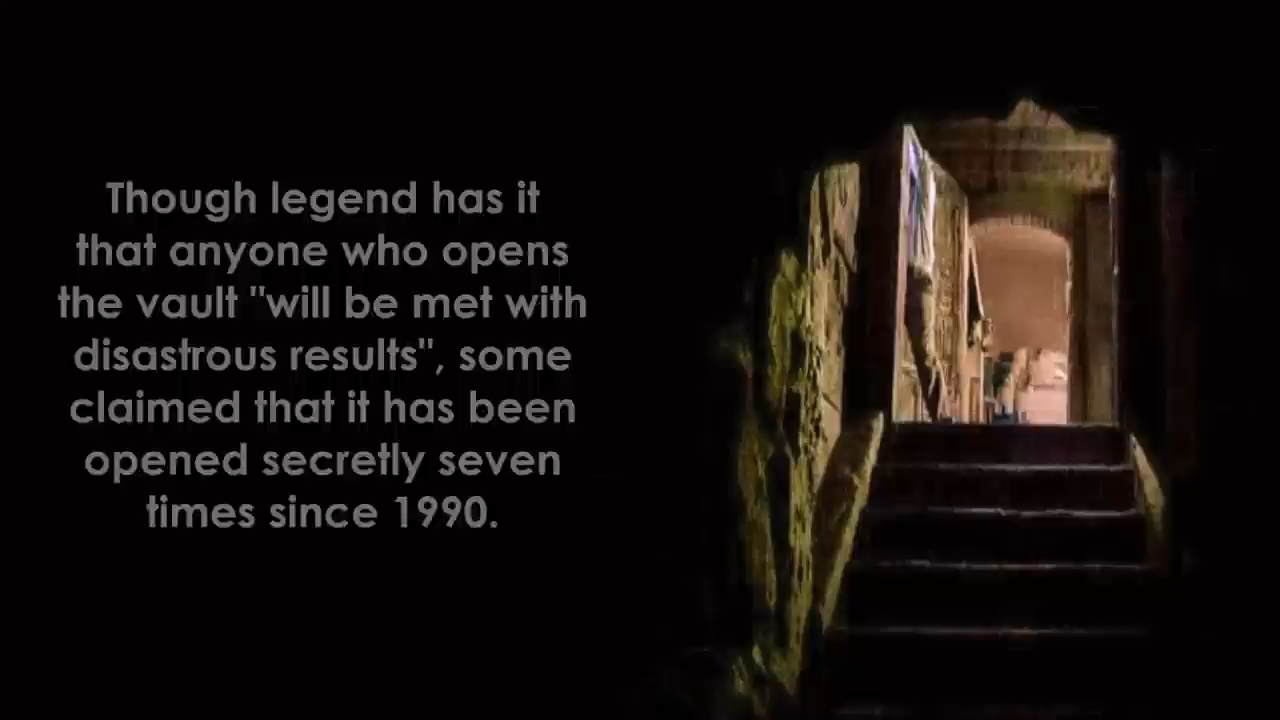 Though legend has it
that anyone who opens
the vault "will be met with
disastrous results", some
claimed that it has been
opened secretly seven
times since 1990.